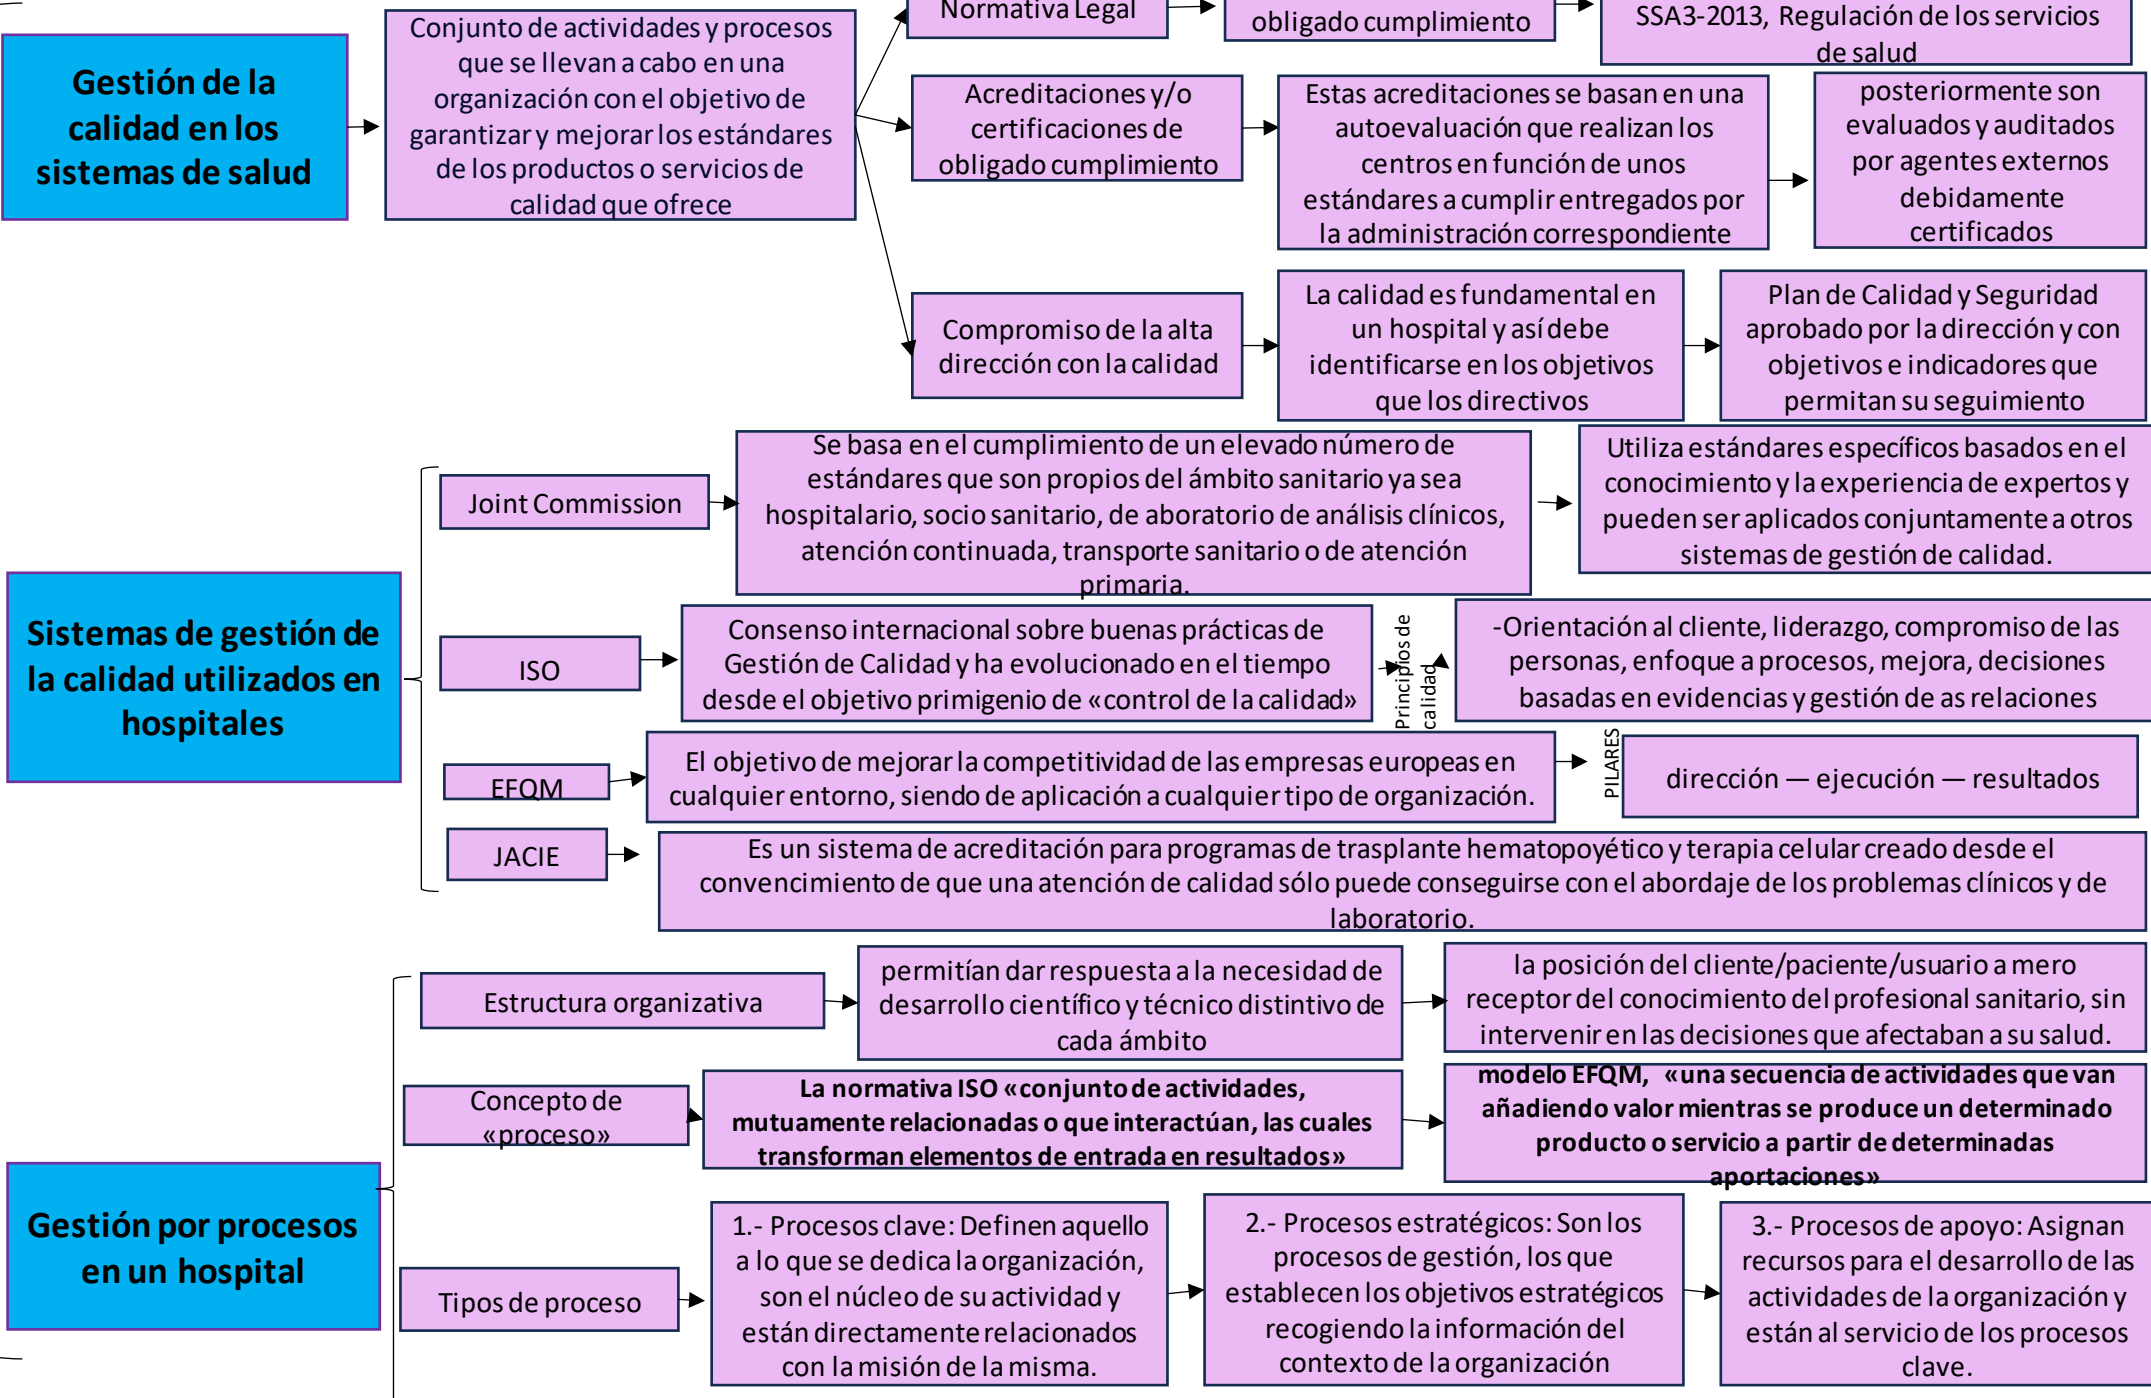 Gestión de la
calidad en los
sistemas de salud
Conjunto de actividades y procesos
que se llevan a cabo en una
organización con el objetivo de
garantizar y mejorar los estándares
de los productos o servicios de
calidad que ofrece
Normativa Legal
obligado cumplimiento
SSA3-2013, Regulación de los servicios
de salud
Acreditaciones y/o
certificaciones de
obligado cumplimiento
Estas acreditaciones se basan en una
autoevaluación que realizan los
centros en función de unos
estándares a cumplir entregados por
la administración correspondiente
posteriormente son
evaluados y auditados
por agentes externos
debidamente
certificados
Compromiso de la alta
dirección con la calidad
La calidad es fundamental en
un hospital y así debe
identificarse en los objetivos
que los directivos
Plan de Calidad y Seguridad
aprobado por la dirección y con
objetivos e indicadores que
permitan su seguimiento
Sistemas de gestión de
la calidad utilizados en
hospitales
Joint Commission
Se basa en el cumplimiento de un elevado número de
estándares que son propios del ámbito sanitario ya sea
hospitalario, socio sanitario, de aboratorio de análisis clínicos,
atención continuada, transporte sanitario o de atención
primaria.
Utiliza estándares específicos basados en el
conocimiento y la experiencia de expertos y
pueden ser aplicados conjuntamente a otros
sistemas de gestión de calidad.
ISO
Consenso internacional sobre buenas prácticas de
Gestión de Calidad y ha evolucionado en el tiempo
desde el objetivo primigenio de «control de la calidad»
Principios de
calidad
-Orientación al cliente, liderazgo, compromiso de las
personas, enfoque a procesos, mejora, decisiones
basadas en evidencias y gestión de as relaciones
EFQM
El objetivo de mejorar la competitividad de las empresas europeas en
cualquier entorno, siendo de aplicación a cualquier tipo de organización.
PILARES
dirección — ejecución — resultados
JACIE
Es un sistema de acreditación para programas de trasplante hematopoyético y terapia celular creado desde el
convencimiento de que una atención de calidad sólo puede conseguirse con el abordaje de los problemas clínicos y de
laboratorio.
Gestión por procesos
en un hospital
Estructura organizativa
permitían dar respuesta a la necesidad de
desarrollo científico y técnico distintivo de
cada ámbito
la posición del cliente/paciente/usuario a mero
receptor del conocimiento del profesional sanitario, sin
intervenir en las decisiones que afectaban a su salud.
Concepto de
«proceso»
La normativa ISO «conjunto de actividades,
mutuamente relacionadas o que interactúan, las cuales
transforman elementos de entrada en resultados»
modelo EFQM, «una secuencia de actividades que van
añadiendo valor mientras se produce un determinado
producto o servicio a partir de determinadas
aportaciones»
Tipos de proceso
1.- Procesos clave: Definen aquello
a lo que se dedica la organización,
son el núcleo de su actividad y
están directamente relacionados
con la misión de la misma.
2.- Procesos estratégicos: Son los
procesos de gestión, los que
establecen los objetivos estratégicos
recogiendo la información del
contexto de la organización
3.- Procesos de apoyo: Asignan
recursos para el desarrollo de las
actividades de la organización y
están al servicio de los procesos
clave.